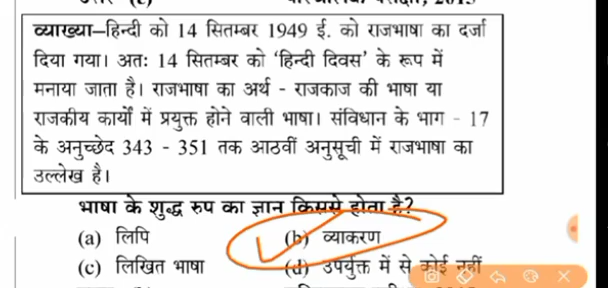 व्याख्या–हिन्दी को 14 सितम्बर 1949 ई. को राजभाषा का दर्जा
दिया गया। अतः 14 सितम्बर को ‘हिन्दी दिवस’ के रूप में
मनाया जाता है। राजभाषा का अर्थ - राजकाज की भाषा या
राजकीय कार्यों में प्रयुक्त होने वाली भाषा। संविधान के भाग - 17
के अनुच्छेद 343 - 351 तक आठवीं अनुसूची में राजभाषा का
उल्लेख है।
भाषा के शुद्ध रुप का ज्ञान किससे होता है?
(a) लिपि (b) व्याकरण
(c) लिखित भाषा (d) उपर्युक्त में से कोई नहीं